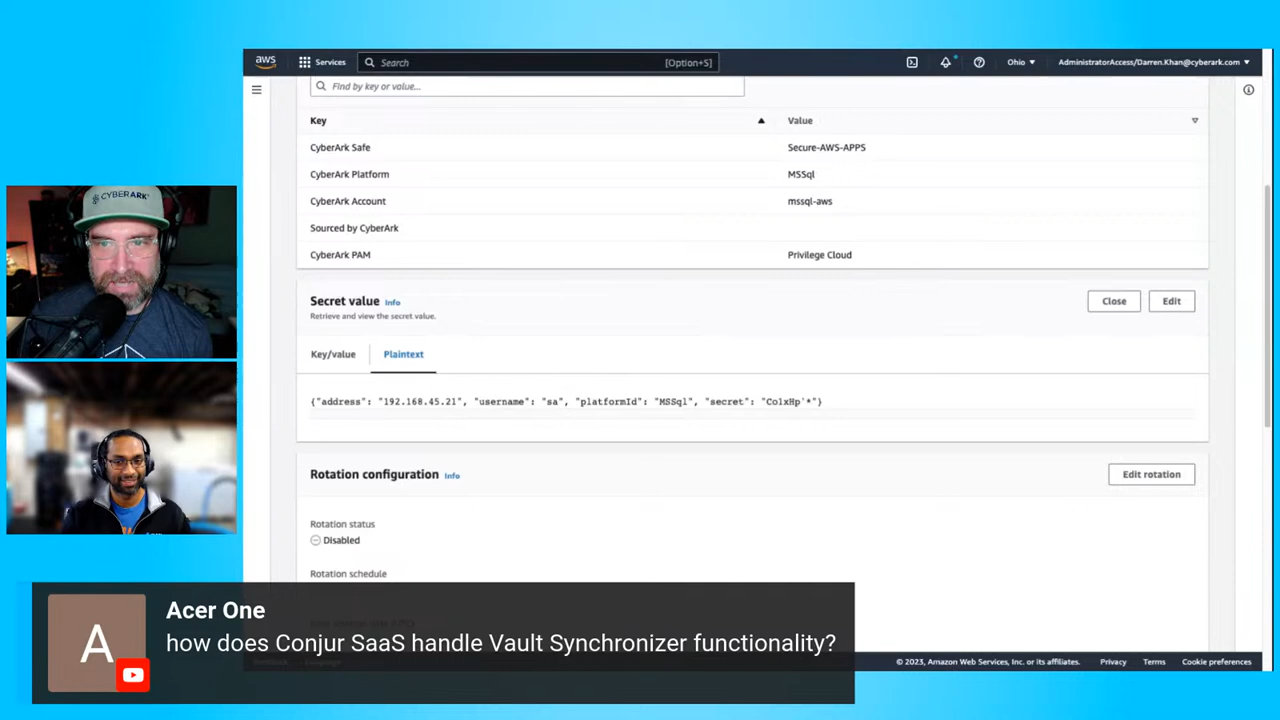 aws
Services
Search
[Option+S]
Ohio
AdministratorAccess/Darren.Khan@cyberark.com
Find by key or value...
Key
Value
CyberArk Safe
Secure-AWS-APPS
CyberArk Platform
MSSql
CyberArk Account
mssql-aws
Sourced by CyberArk
CyberArk PAM
Privilege Cloud
Secret value
Info
Close
Edit
Retrieve and view the secret value.
Key/value
Plaintext
{"address": "192.168.45.21", "username": "sa", "platformId": "MSSql", "secret": "ColxHp'*"}
Rotation configuration
Info
Edit rotation
Rotation status
Disabled
Rotation schedule
CYBERARK
A
Acer One
how does Conjur SaaS handle Vault Synchronizer functionality?
© 2023, Amazon Web Services, Inc. or its affiliates.
Privacy
Terms
Cookie preferences